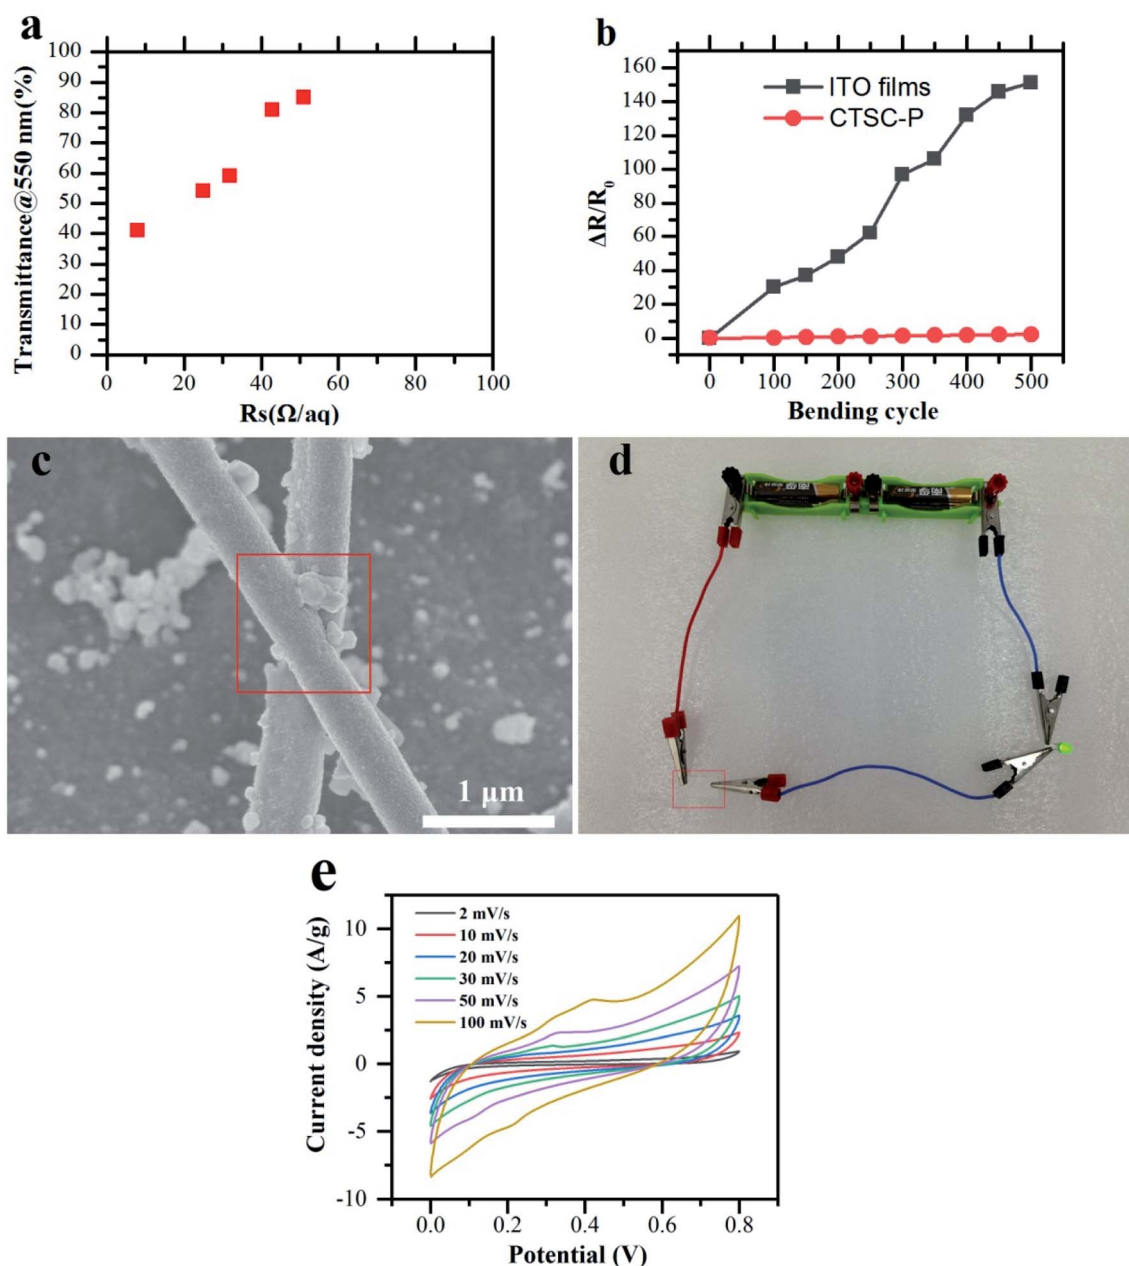 a
Transmittance@550 nm(%)
100
90
80
70
60
50
40
30
20
10
0
0 20 40 60 80 100
Rs(Ω/aq)
b
ΔR/R₀
160
140
120
100
80
60
40
20
0
ITO films
CTSC-P
0 100 200 300 400 500
Bending cycle
c
1 μm
d
e
Current density (A/g)
10
5
0
-5
-10
2 mV/s
10 mV/s
20 mV/s
30 mV/s
50 mV/s
100 mV/s
0.0 0.2 0.4 0.6 0.8
Potential (V)